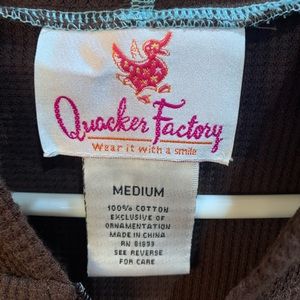 Quacker Factory
Wear it with a smile
MEDIUM
100% COTTON
EXCLUSIVE OF
ORNAMENTATION
MADE IN CHINA
RN 81853
SEE REVERSE
FOR CARE